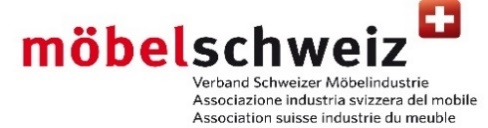 möbelschweiz
Verband Schweizer Möbelindustrie
Associazione industria svizzera del mobile
Association suisse industrie du meuble